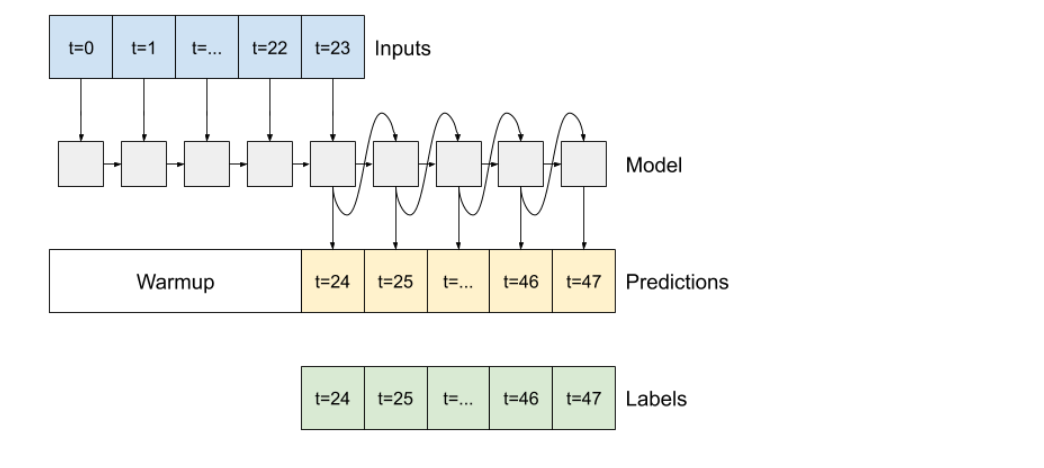 t=0 t=1 t=... t=22 t=23 Inputs
Model
Warmup t=24 t=25 t=... t=46 t=47 Predictions
t=24 t=25 t=... t=46 t=47 Labels